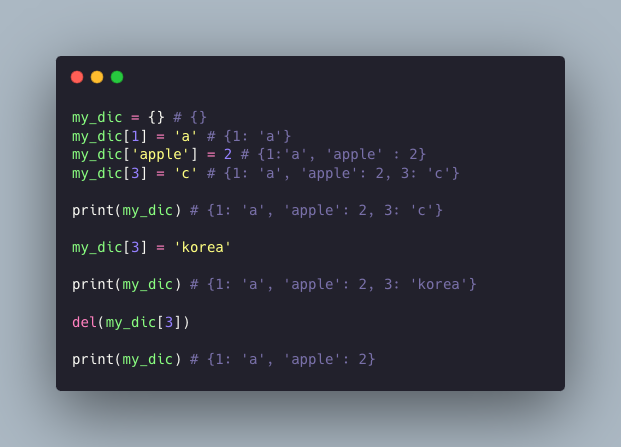 my_dic = {} # {}
my_dic[1] = 'a' # {1: 'a'}
my_dic['apple'] = 2 # {1:'a', 'apple' : 2}
my_dic[3] = 'c' # {1: 'a', 'apple': 2, 3: 'c'}
print(my_dic) # {1: 'a', 'apple': 2, 3: 'c'}
my_dic[3] = 'korea'
print(my_dic) # {1: 'a', 'apple': 2, 3: 'korea'}
del(my_dic[3])
print(my_dic) # {1: 'a', 'apple': 2}